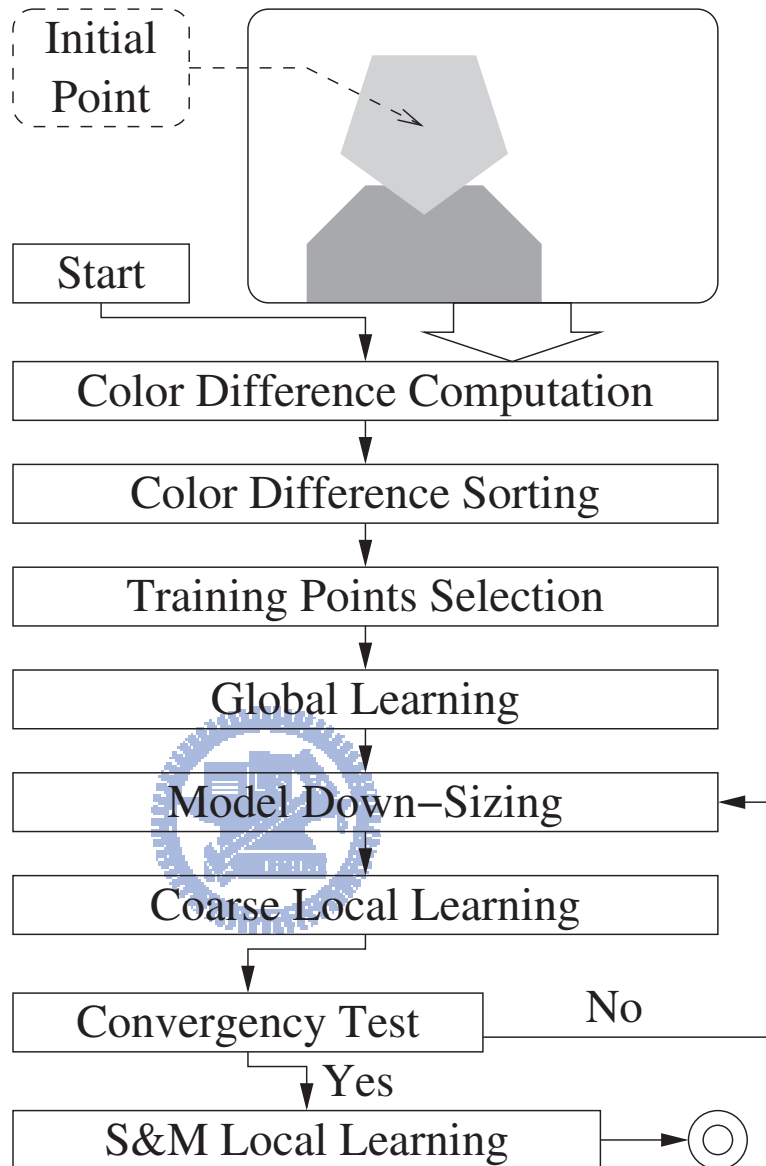 Initial
Point
Start
Color Difference Computation
Color Difference Sorting
Training Points Selection
Global Learning
Model Down−Sizing
Coarse Local Learning
Convergency Test
No
Yes
S&M Local Learning